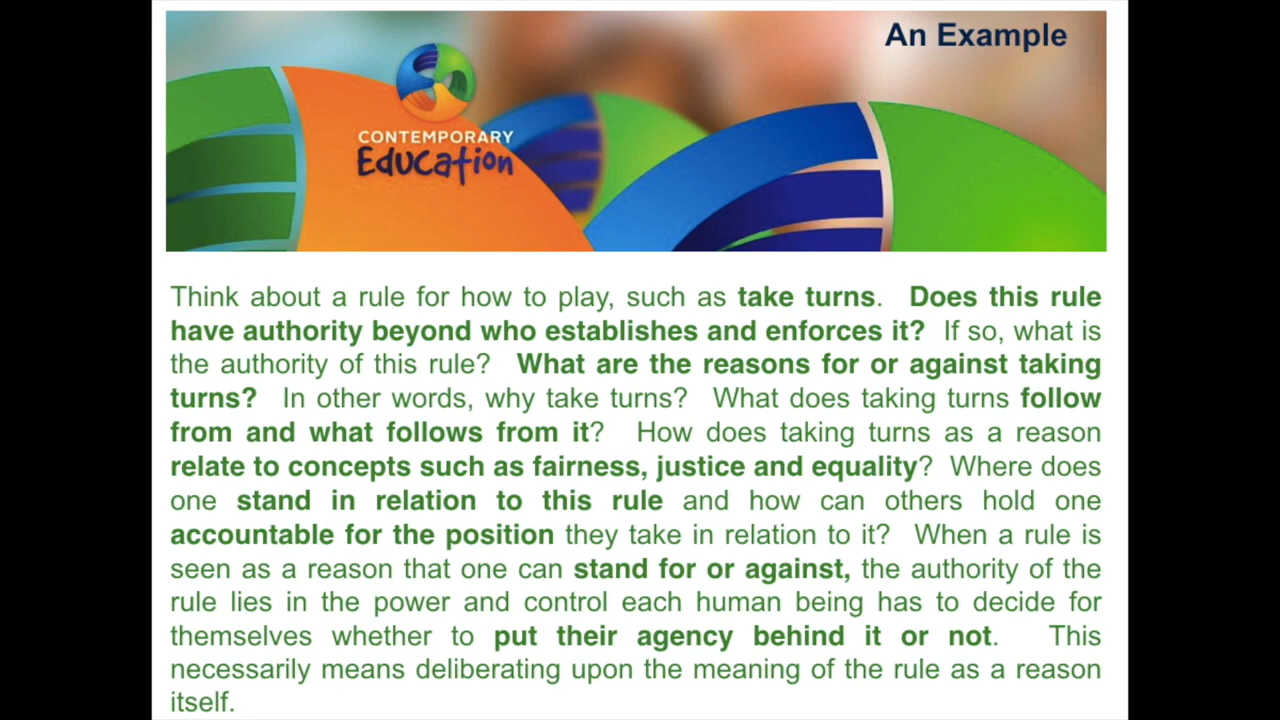 An Example
CONTEMPORARY
Education
Think about a rule for how to play, such as take turns. Does this rule
have authority beyond who establishes and enforces it? If so, what is
the authority of this rule? What are the reasons for or against taking
turns? In other words, why take turns? What does taking turns follow
from and what follows from it? How does taking turns as a reason
relate to concepts such as fairness, justice and equality? Where does
one stand in relation to this rule and how can others hold one
accountable for the position they take in relation to it? When a rule is
seen as a reason that one can stand for or against, the authority of the
rule lies in the power and control each human being has to decide for
themselves whether to put their agency behind it or not. This
necessarily means deliberating upon the meaning of the rule as a reason
itself.